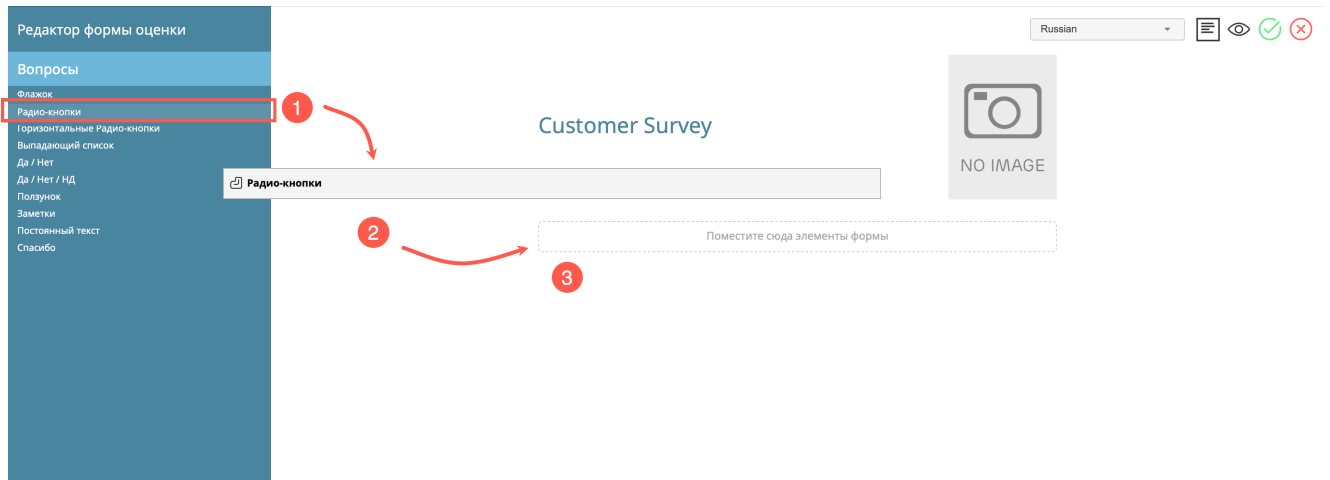 Редактор формы оценки
Russian
Вопросы
Флажок
Радио-кнопки
Горизонтальные Радио-кнопки
Выпадающий список
Да / Нет
Да / Нет / НД
Ползунок
Заметки
Постоянный текст
Спасибо
1
Customer Survey
NO IMAGE
Радио-кнопки
2
Поместите сюда элементы формы
3